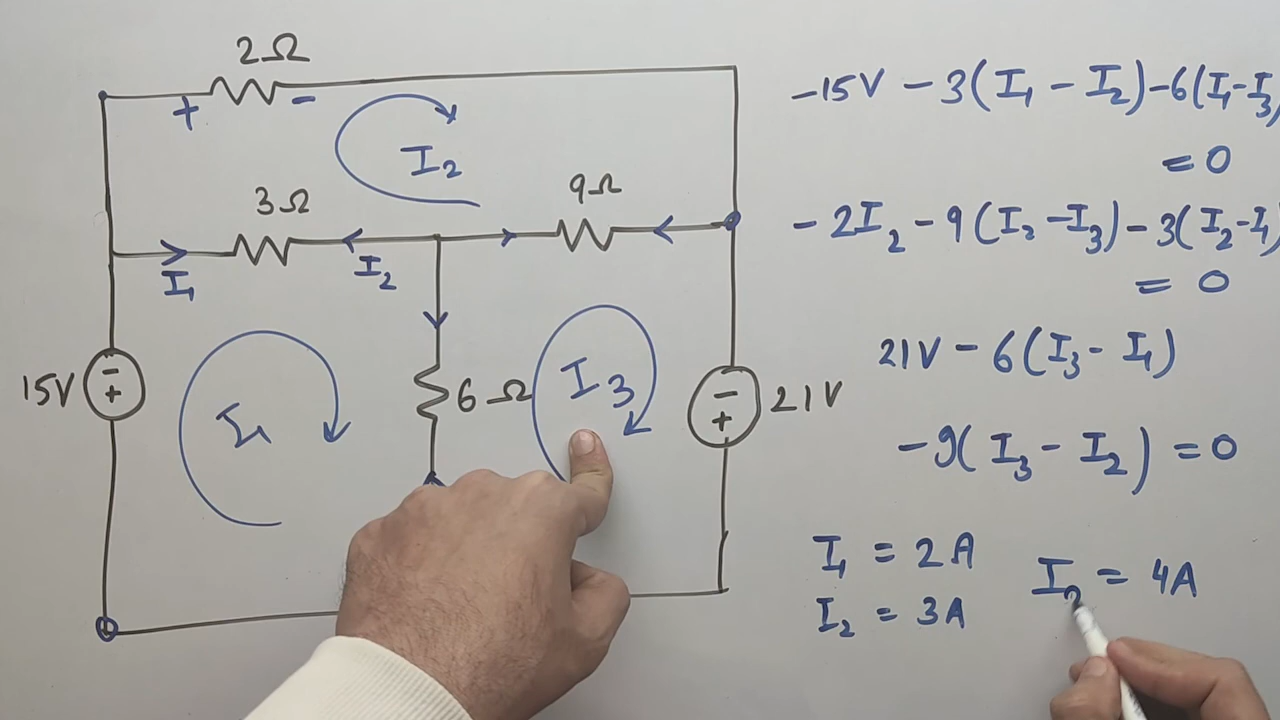 2Ω
+ -
I₂
3Ω
9Ω
I₁
I₂
15V
- +
I₁
6Ω
I₃
- +
21V
-15V - 3(I₁ - I₂) - 6(I₁ - I₃)
= 0
- 2I₂ - 9(I₂ - I₃) - 3(I₂ - I₁)
= 0
21V - 6(I₃ - I₁)
- 9(I₃ - I₂) = 0
I₁ = 2A
I₂ = 3A
= 4A